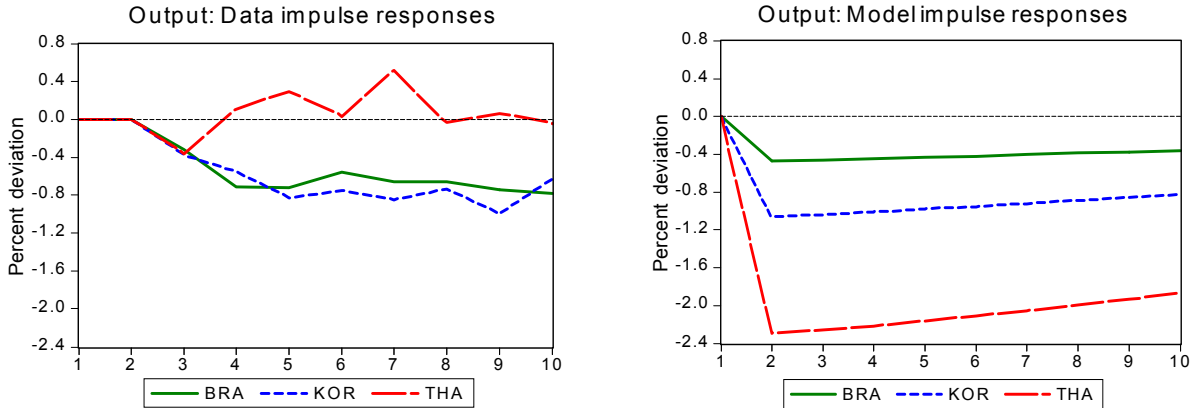 Output: Data impulse responses
Percent deviation
0.8
0.4
0.0
-0.4
-0.8
-1.2
-1.6
-2.0
-2.4
1 2 3 4 5 6 7 8 9 10
BRA KOR THA
Output: Model impulse responses
Percent deviation
0.8
0.4
0.0
-0.4
-0.8
-1.2
-1.6
-2.0
-2.4
1 2 3 4 5 6 7 8 9 10
BRA KOR THA